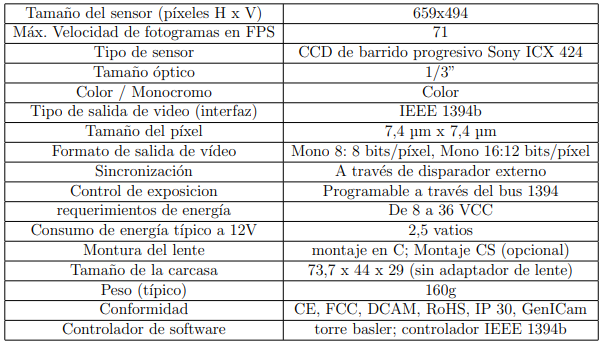 Tamaño del sensor (píxeles H x V) 659x494
Máx. Velocidad de fotogramas en FPS 71
Tipo de sensor CCD de barrido progresivo Sony ICX 424
Tamaño óptico 1/3”
Color / Monocromo Color
Tipo de salida de video (interfaz) IEEE 1394b
Tamaño del píxel 7,4 µm x 7,4 µm
Formato de salida de vídeo Mono 8: 8 bits/píxel, Mono 16:12 bits/píxel
Sincronización A través de disparador externo
Control de exposicion Programable a través del bus 1394
requerimientos de energía De 8 a 36 VCC
Consumo de energía típico a 12V 2,5 vatios
Montura del lente montaje en C; Montaje CS (opcional)
Tamaño de la carcasa 73,7 x 44 x 29 (sin adaptador de lente)
Peso (típico) 160g
Conformidad CE, FCC, DCAM, RoHS, IP 30, GenICam
Controlador de software torre basler; controlador IEEE 1394b